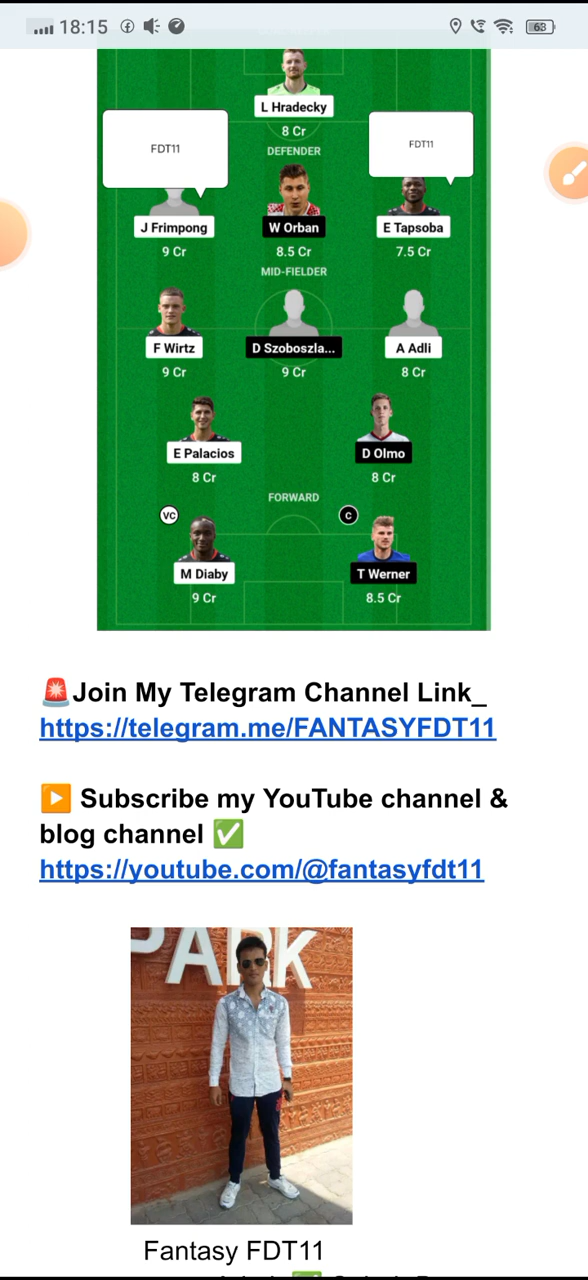 18:15
63
L Hradecky
8 Cr
DEFENDER
FDT11
FDT11
J Frimpong
W Orban
E Tapsoba
9 Cr
8.5 Cr
7.5 Cr
MID-FIELDER
F Wirtz
D Szoboszla...
A Adli
9 Cr
9 Cr
8 Cr
E Palacios
D Olmo
8 Cr
8 Cr
FORWARD
VC
C
M Diaby
T Werner
9 Cr
8.5 Cr
🚨Join My Telegram Channel Link_
https://telegram.me/FANTASYFDT11
▶️ Subscribe my YouTube channel &
blog channel ✅
https://youtube.com/@fantasyfdt11
PARK
Fantasy FDT11